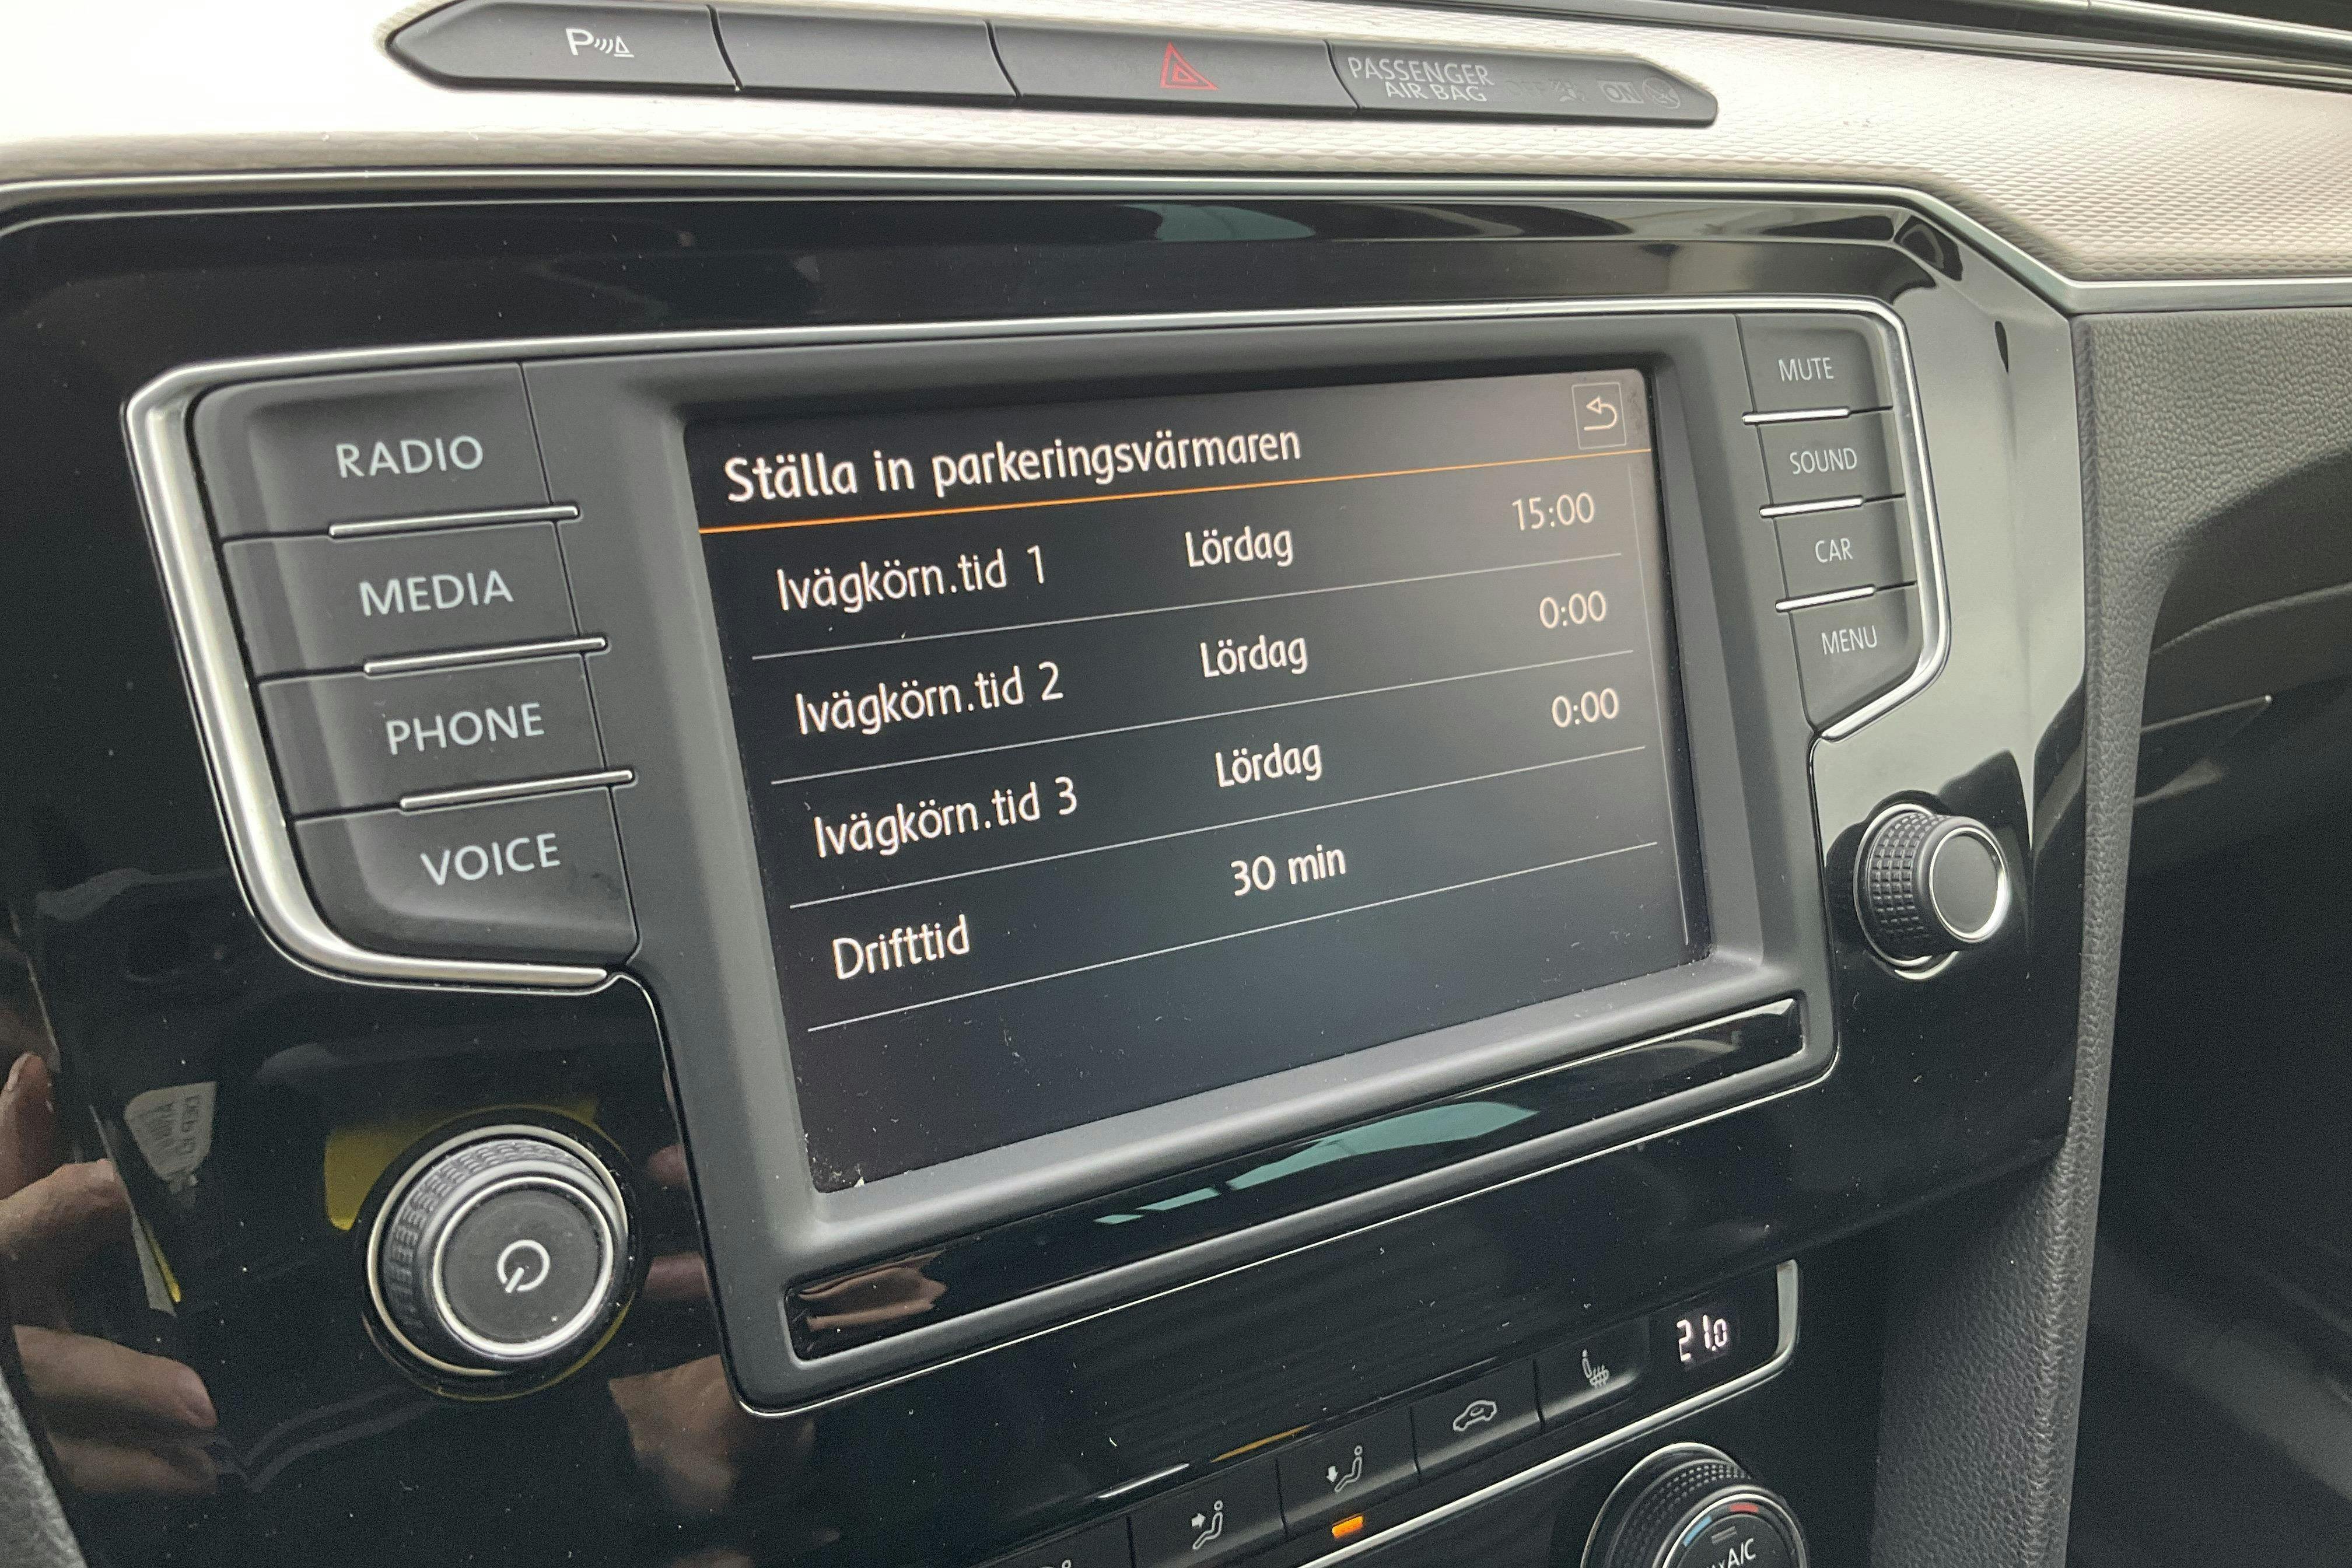 P
PASSENGER
AIR BAG
ON
RADIO
MEDIA
PHONE
VOICE
Ställa in parkeringsvärmaren
Ivägkörn.tid 1 Lördag 15:00
Ivägkörn.tid 2 Lördag 0:00
Ivägkörn.tid 3 Lördag 0:00
Drifttid 30 min
MUTE
SOUND
CAR
MENU
21.0
A/C